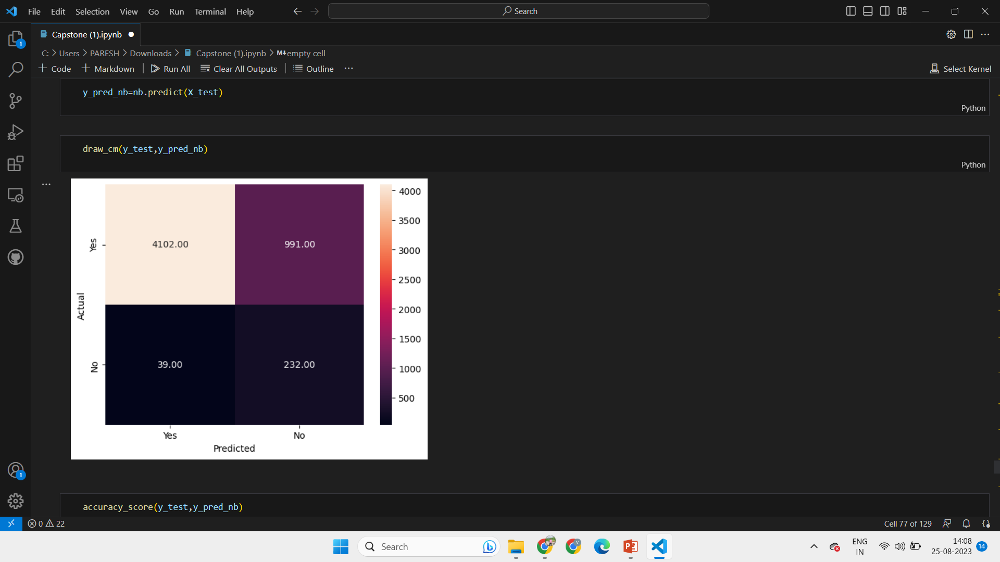 File Edit Selection View Go Run Terminal Help
Search
1
Capstone (1).ipynb
C: Users PARESH Downloads Capstone (1).ipynb M↓ empty cell
Code Markdown Run All Clear All Outputs Outline ... Select Kernel
y_pred_nb=nb.predict(X_test)
Python
draw_cm(y_test,y_pred_nb)
Python
4000
3500
Yes 4102.00 991.00
3000
2500
Actual
2000
1500
No 39.00 232.00
1000
500
Yes No
Predicted
1
accuracy_score(y_test,y_pred_nb)
0 22
Cell 77 of 129
Search
ENG
IN
14:08
25-08-2023
14